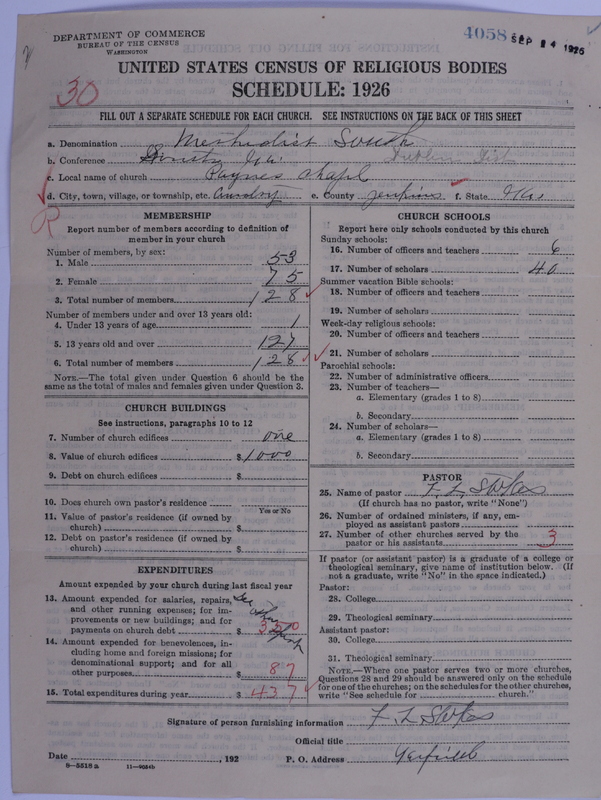 DEPARTMENT OF COMMERCE
BUREAU OF THE CENSUS
WASHINGTON
4058 SEP 24 1926
UNITED STATES CENSUS OF RELIGIOUS BODIES
SCHEDULE: 1926
30
FILL OUT A SEPARATE SCHEDULE FOR EACH CHURCH. SEE INSTRUCTIONS ON THE BACK OF THIS SHEET
a. Denomination Methodist South
b. Conference Ga. Dublin Dist
c. Local name of church Paynes Chapel
d. City, town, village, or township, etc. e. County Jenkins f. State
R
MEMBERSHIP
Report number of members according to definition of member in your church
Number of members, by sex:
1. Male 53
2. Female 75
3. Total number of members 128
Number of members under and over 13 years old:
4. Under 13 years of age 1
5. 13 years old and over 127
6. Total number of members 128
NOTE.—The total given under Question 6 should be the same as the total of males and females given under Question 3.
CHURCH BUILDINGS
See instructions, paragraphs 10 to 12
7. Number of church edifices one
8. Value of church edifices $1000
9. Debt on church edifices $
10. Does church own pastor's residence
Yes or No
11. Value of pastor's residence (if owned by church) $
12. Debt on pastor's residence (if owned by church) $
EXPENDITURES
Amount expended by your church during last fiscal year
13. Amount expended for salaries, repairs, and other running expenses; for improvements or new buildings; and for payments on church debt $ 350
14. Amount expended for benevolences, including home and foreign missions; for denominational support; and for all other purposes $ 87
15. Total expenditures during year $ 437
CHURCH SCHOOLS
Report here only schools conducted by this church
Sunday schools:
16. Number of officers and teachers 6
17. Number of scholars 40
Summer vacation Bible schools:
18. Number of officers and teachers
19. Number of scholars
Week-day religious schools:
20. Number of officers and teachers
21. Number of scholars
Parochial schools:
22. Number of administrative officers
23. Number of teachers—
a. Elementary (grades 1 to 8)
b. Secondary
24. Number of scholars—
a. Elementary (grades 1 to 8)
b. Secondary
PASTOR
25. Name of pastor F. L. Stokes
(If church has no pastor, write "None")
26. Number of ordained ministers, if any, employed as assistant pastors
27. Number of other churches served by the pastor or his assistants 3
If pastor (or assistant pastor) is a graduate of a college or theological seminary, give name of institution below. (If not a graduate, write "No" in the space indicated.)
Pastor:
28. College
29. Theological seminary
Assistant pastor:
30. College
31. Theological seminary
NOTE.—Where one pastor serves two or more churches, Questions 28 and 29 should be answered only on the schedule for one of the churches; on the schedules for the other churches, write "See schedule for church."
Signature of person furnishing information F. L. Stokes
Official title
Date , 192 P. O. Address Garfield
8—5518 a 11—9054b